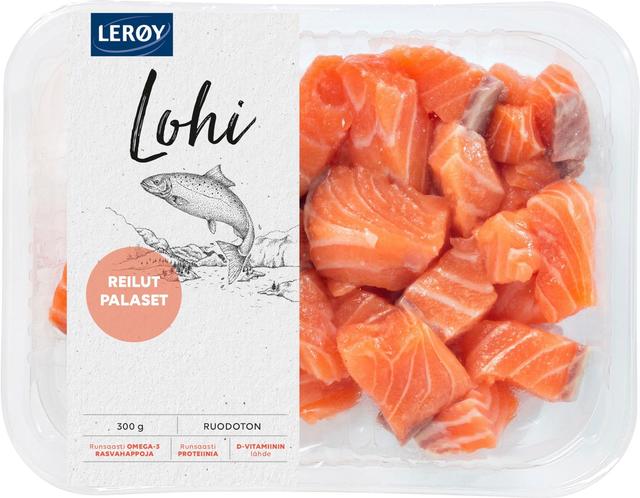 LERØY
Lohi
REILUT
PALASET
300 g
RUODOTON
Runsaasti OMEGA-3
RASVAHAPPOJA
Runsaasti
PROTEIINIA
D-VITAMIININ
lähde